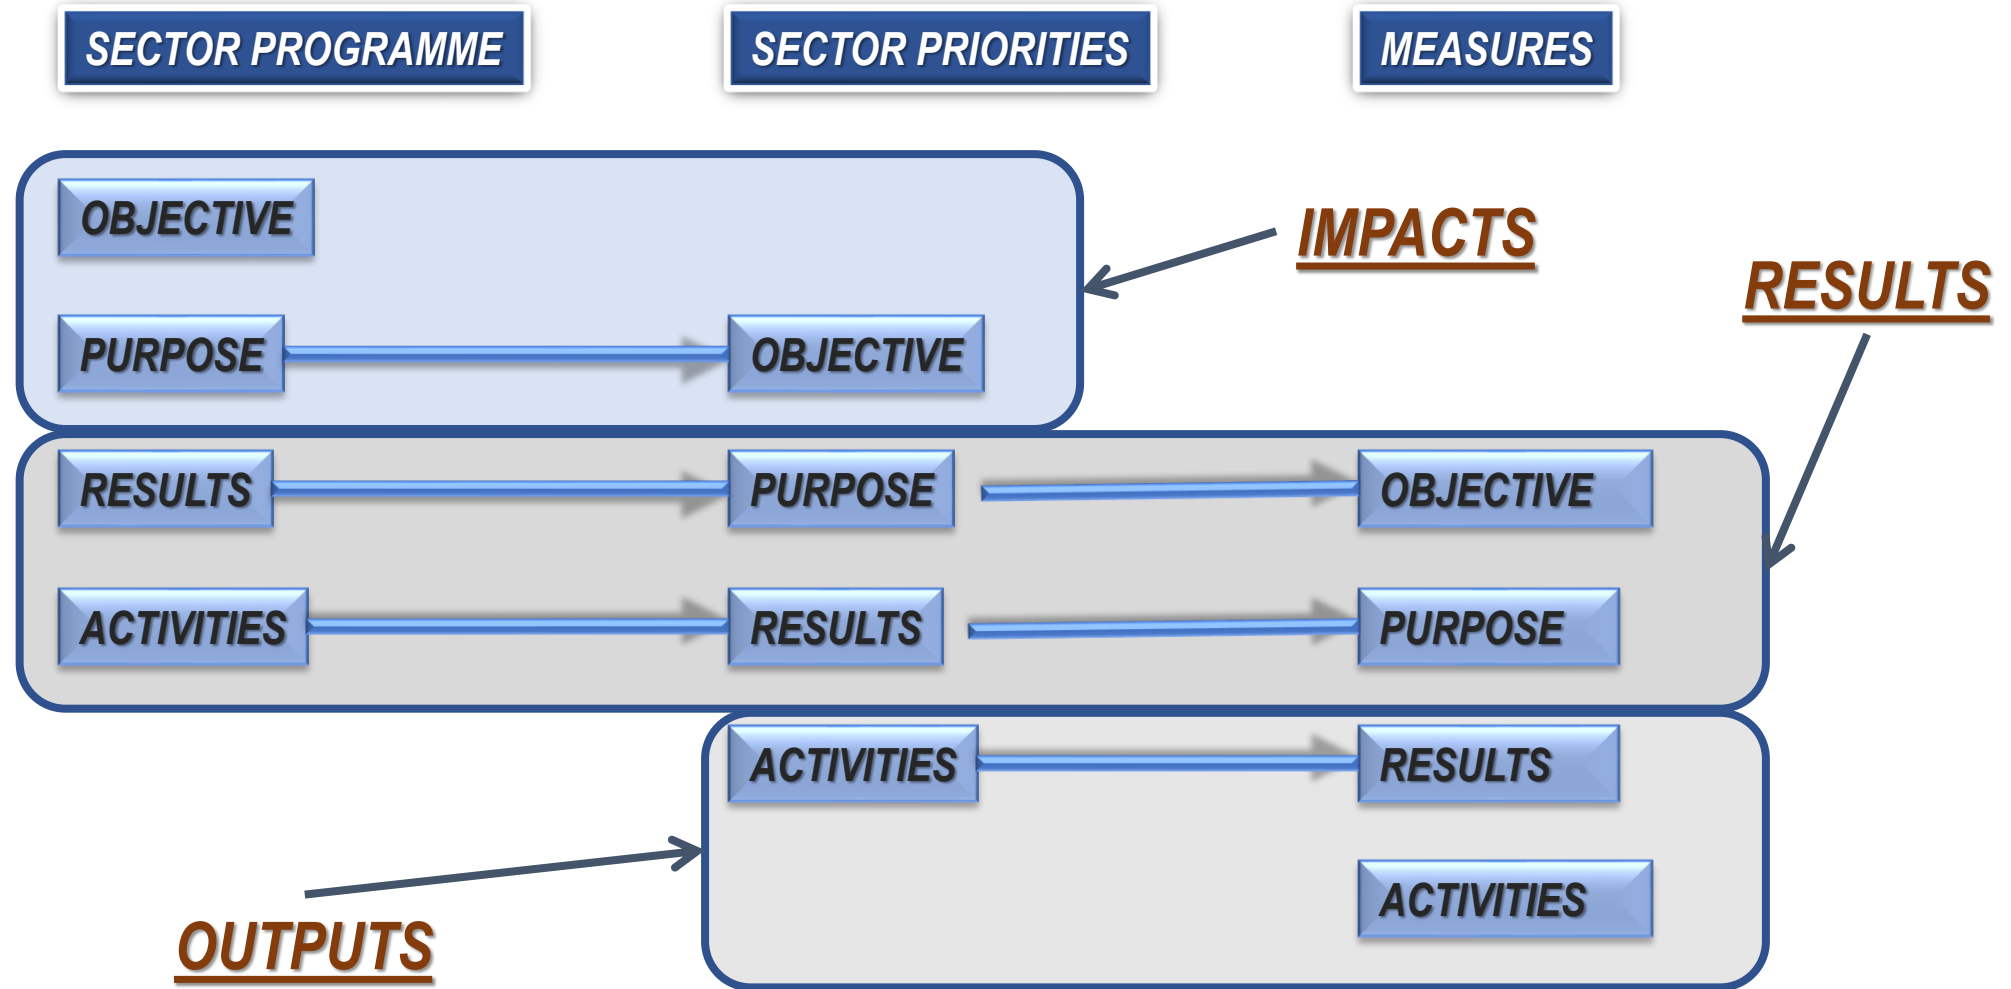 SECTOR PROGRAMME
SECTOR PRIORITIES
MEASURES
OBJECTIVE
IMPACTS
RESULTS
PURPOSE
OBJECTIVE
RESULTS
PURPOSE
OBJECTIVE
ACTIVITIES
RESULTS
PURPOSE
ACTIVITIES
RESULTS
ACTIVITIES
OUTPUTS